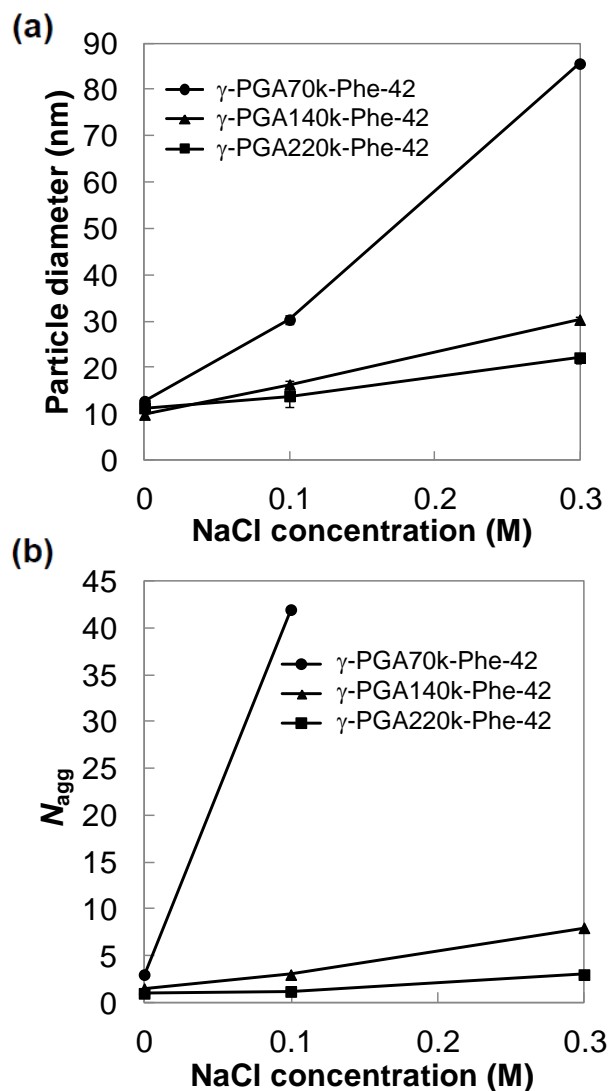 (a)
Particle diameter (nm)
90
80
70
60
50
40
30
20
10
0
γ-PGA70k-Phe-42
γ-PGA140k-Phe-42
γ-PGA220k-Phe-42
0 0.1 0.2 0.3
NaCl concentration (M)
(b)
Nagg
45
40
35
30
25
20
15
10
5
0
γ-PGA70k-Phe-42
γ-PGA140k-Phe-42
γ-PGA220k-Phe-42
0 0.1 0.2 0.3
NaCl concentration (M)